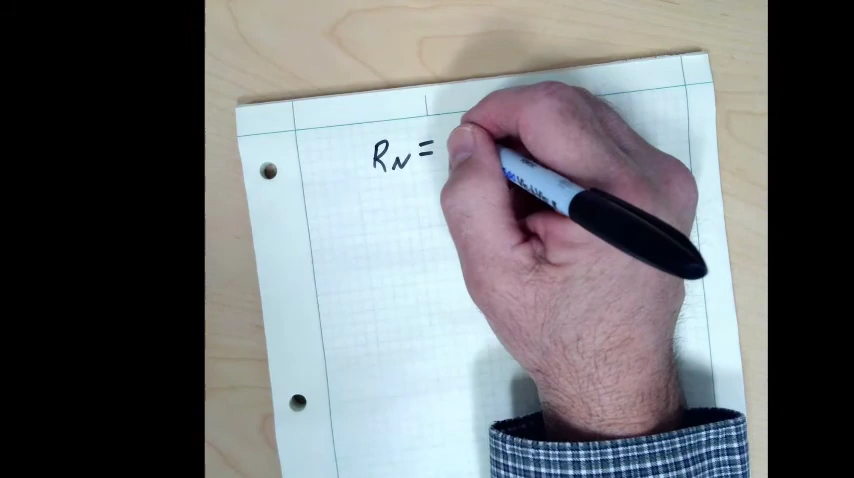 R_N =